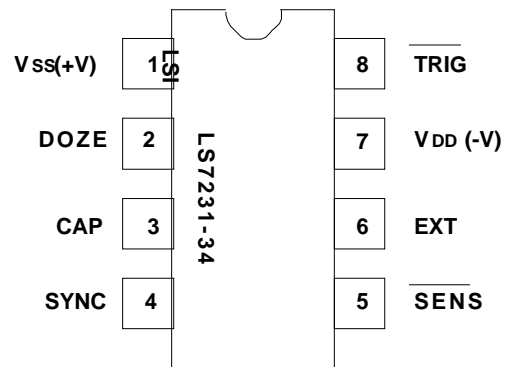 VSS(+V) 1 LSI 8 TRIG
DOZE 2 7 VDD (-V)
LS7231-34
CAP 3 6 EXT
SYNC 4 5 SENS